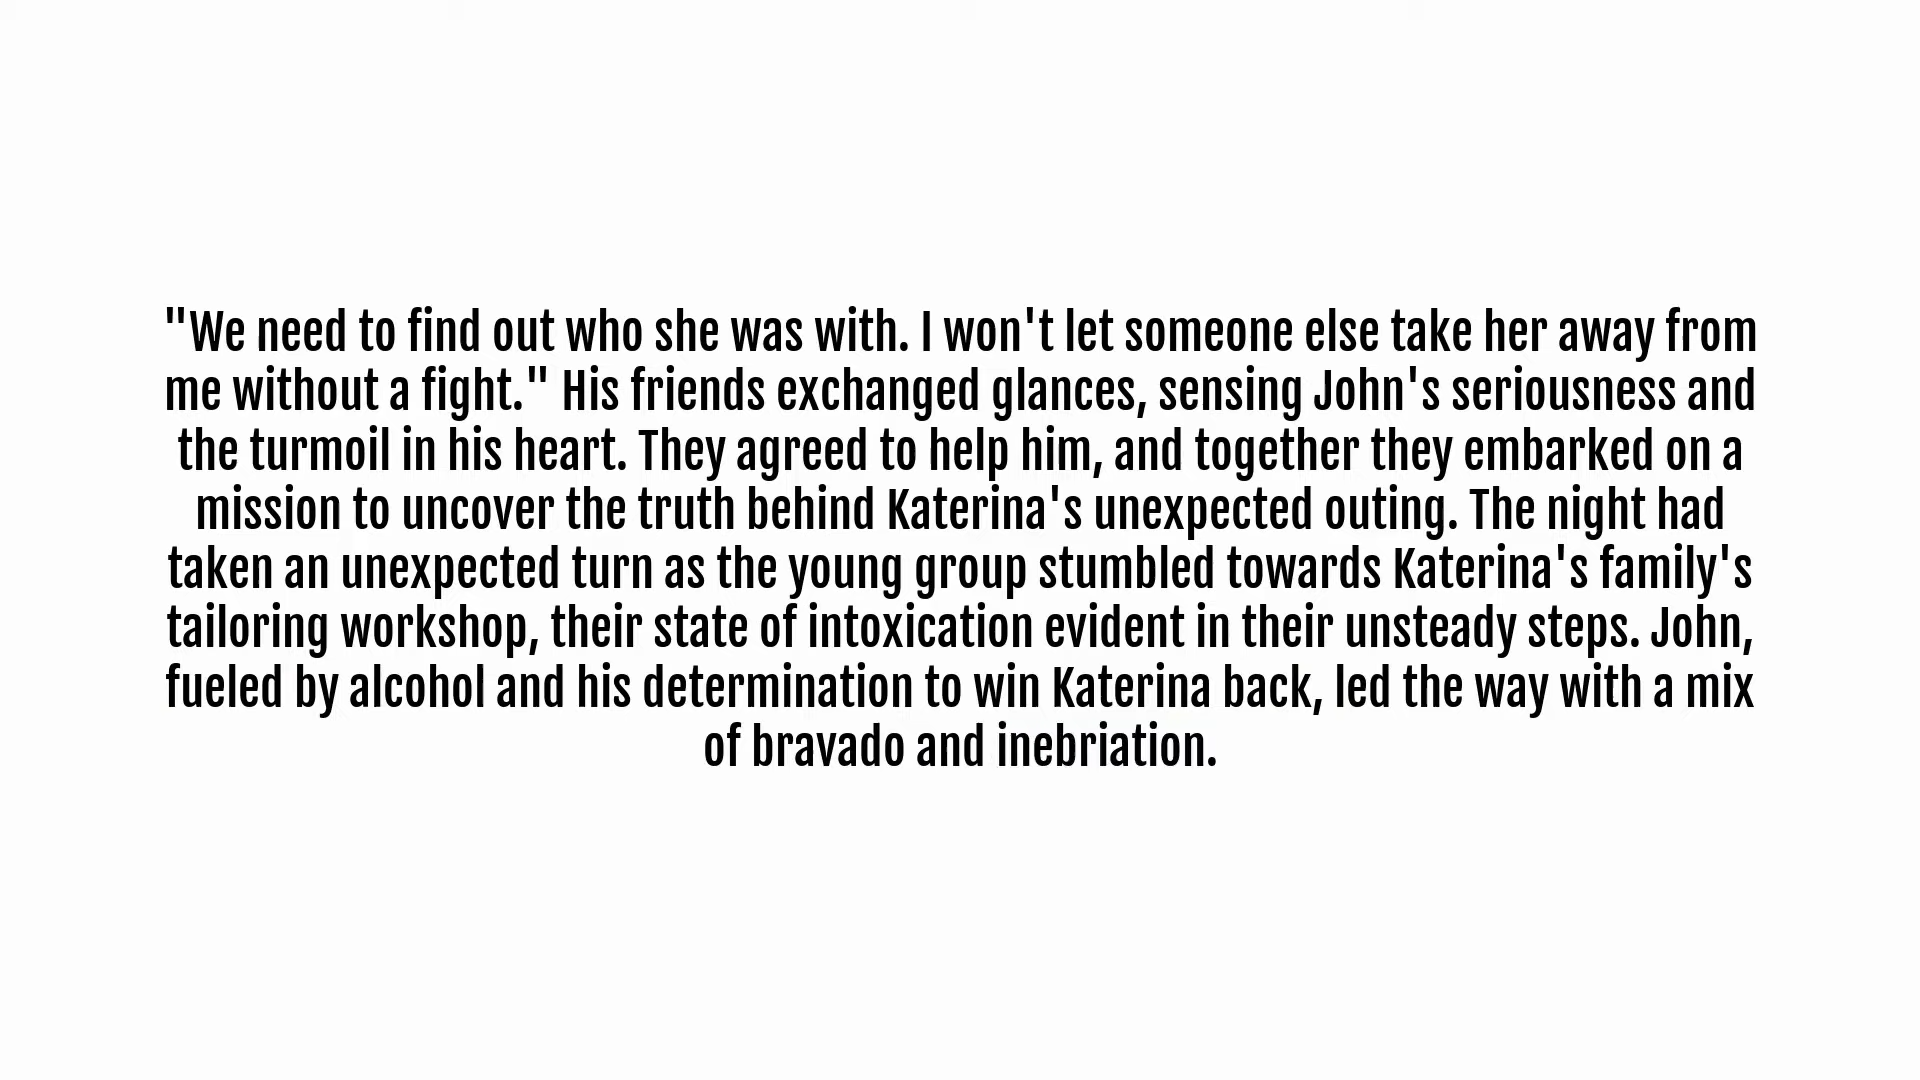 "We need to find out who she was with. I won't let someone else take her away from
me without a fight." His friends exchanged glances, sensing John's seriousness and
the turmoil in his heart. They agreed to help him, and together they embarked on a
mission to uncover the truth behind Katerina's unexpected outing. The night had
taken an unexpected turn as the young group stumbled towards Katerina's family's
tailoring workshop, their state of intoxication evident in their unsteady steps. John,
fueled by alcohol and his determination to win Katerina back, led the way with a mix
of bravado and inebriation.